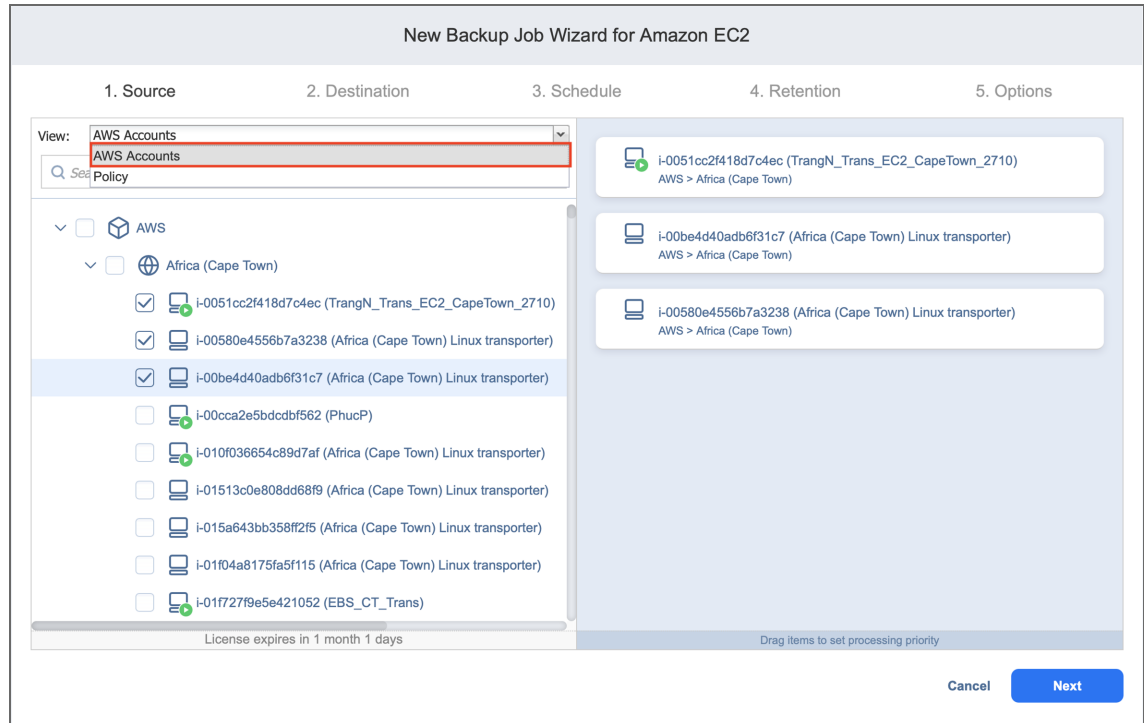 New Backup Job Wizard for Amazon EC2
1. Source
2. Destination
3. Schedule
4. Retention
5. Options
View:
AWS Accounts
AWS Accounts
Policy
Sea
AWS
Africa (Cape Town)
i-0051cc2f418d7c4ec (TrangN_Trans_EC2_CapeTown_2710)
i-00580e4556b7a3238 (Africa (Cape Town) Linux transporter)
i-00be4d40adb6f31c7 (Africa (Cape Town) Linux transporter)
i-00cca2e5bdcdbf562 (PhucP)
i-010f036654c89d7af (Africa (Cape Town) Linux transporter)
i-01513c0e808dd68f9 (Africa (Cape Town) Linux transporter)
i-015a643bb358ff2f5 (Africa (Cape Town) Linux transporter)
i-01f04a8175fa5f115 (Africa (Cape Town) Linux transporter)
i-01f727f9e5e421052 (EBS_CT_Trans)
License expires in 1 month 1 days
i-0051cc2f418d7c4ec (TrangN_Trans_EC2_CapeTown_2710)
AWS > Africa (Cape Town)
i-00be4d40adb6f31c7 (Africa (Cape Town) Linux transporter)
AWS > Africa (Cape Town)
i-00580e4556b7a3238 (Africa (Cape Town) Linux transporter)
AWS > Africa (Cape Town)
Drag items to set processing priority
Cancel
Next